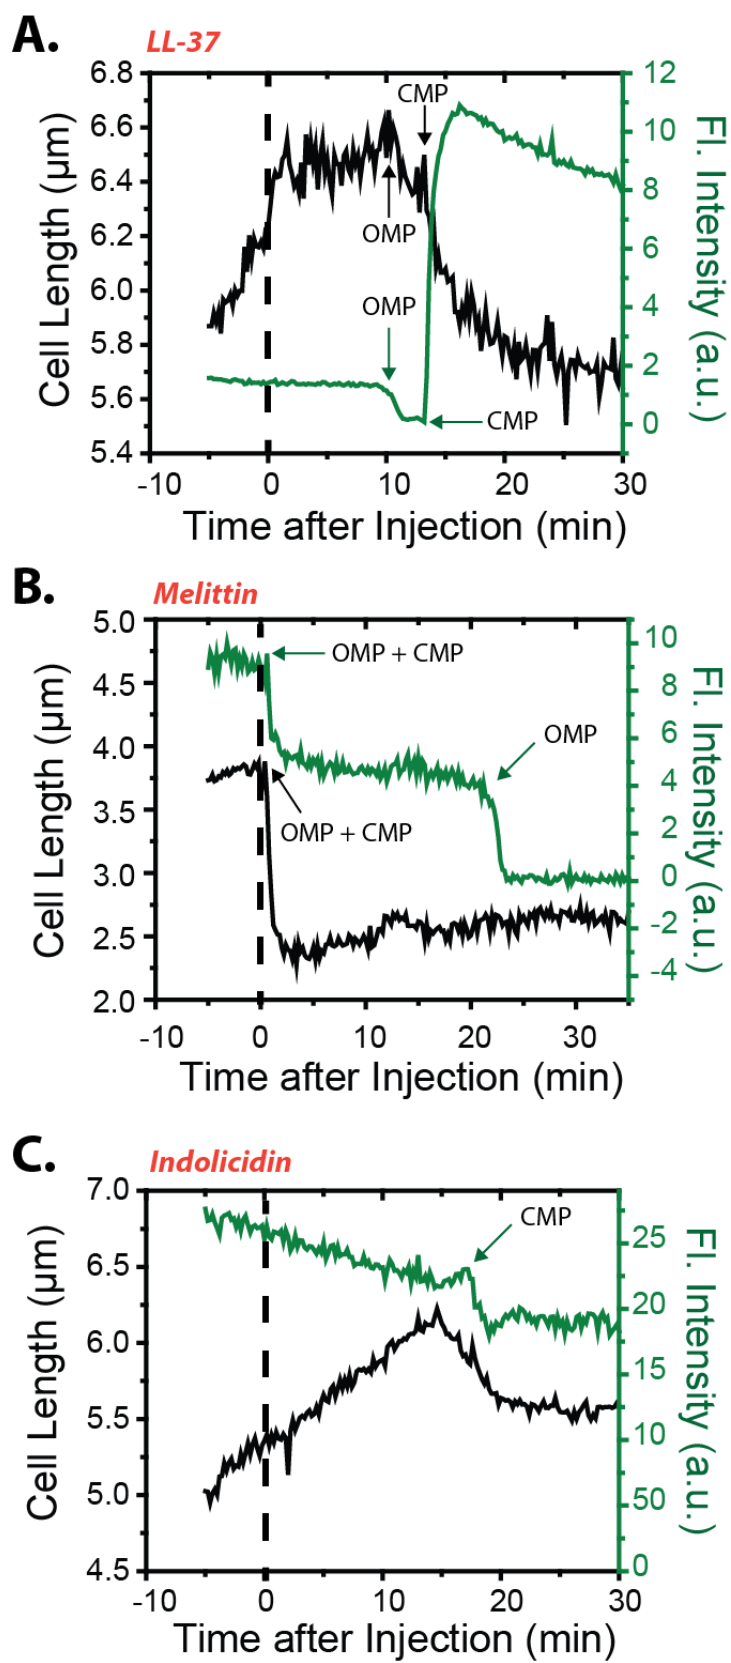 A.
LL-37
6.8
6.6
6.4
6.2
6.0
5.8
5.6
5.4
Cell Length (μm)
CMP
OMP
OMP
CMP
12
10
8
6
4
2
0
Fl. Intensity (a.u.)
-10 0 10 20 30
Time after Injection (min)
B.
Melittin
5.0
4.5
4.0
3.5
3.0
2.5
2.0
Cell Length (μm)
OMP + CMP
OMP
OMP + CMP
10
8
6
4
2
0
-2
-4
Fl. Intensity (a.u.)
-10 0 10 20 30
Time after Injection (min)
C.
Indolicidin
7.0
6.5
6.0
5.5
5.0
4.5
Cell Length (μm)
CMP
25
20
15
10
50
0
Fl. Intensity (a.u.)
-10 0 10 20 30
Time after Injection (min)